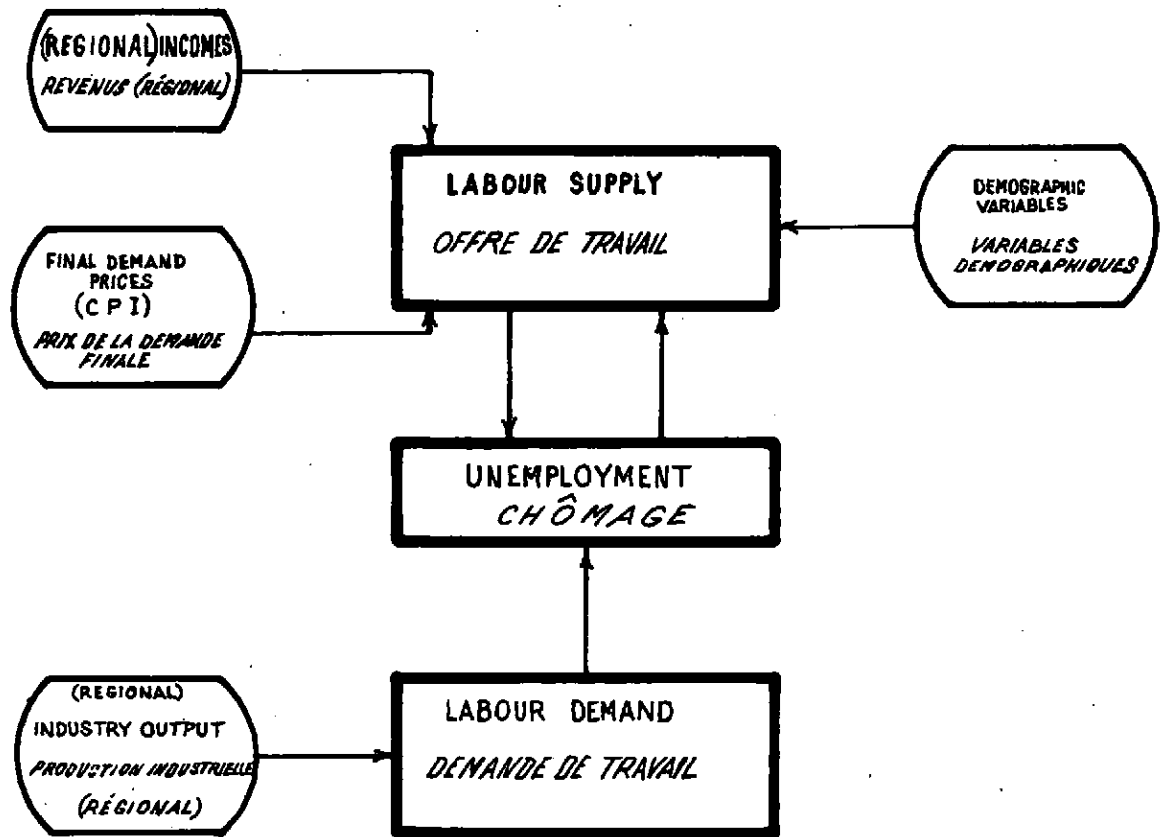 (REGIONAL) INCOMES
REVENUS (RÉGIONAL)
LABOUR SUPPLY
OFFRE DE TRAVAIL
DEMOGRAPHIC
VARIABLES
VARIABLES
DEMOGRAPHIQUES
FINAL DEMAND
PRICES
(CPI)
PRIX DE LA DEMANDE
FINALE
UNEMPLOYMENT
CHÔMAGE
(REGIONAL)
INDUSTRY OUTPUT
PRODUCTION INDUSTRIELLE
(RÉGIONAL)
LABOUR DEMAND
DEMANDE DE TRAVAIL